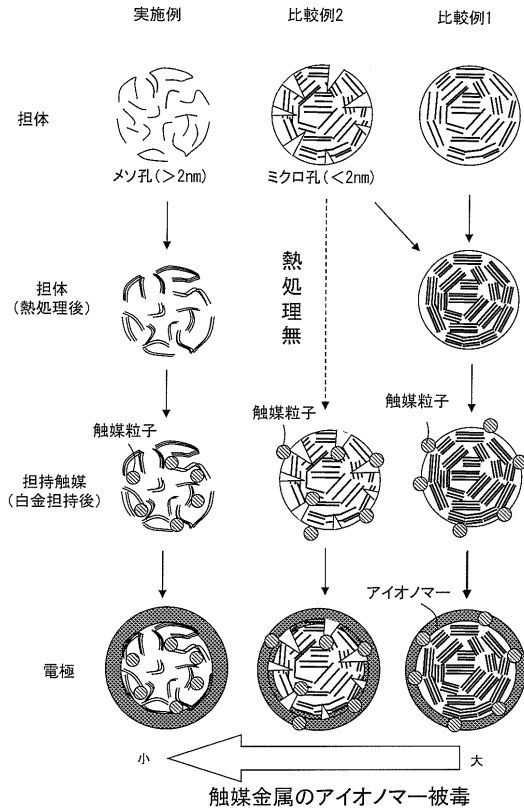 実施例 比較例2 比較例1
担体
メソ孔(>2nm) ミクロ孔(<2nm)
担体
(熱処理後)
熱処理無
触媒粒子 触媒粒子 触媒粒子
担持触媒
(白金担持後)
アイオノマー
電極
小 大
触媒金属のアイオノマー被毒